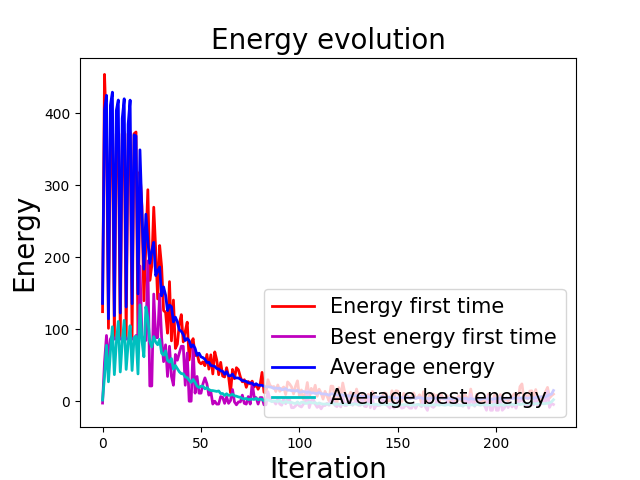 Energy evolution
Energy
400
300
200
100
0
Energy first time
Best energy first time
Average energy
Average best energy
0 50 100 150 200
Iteration